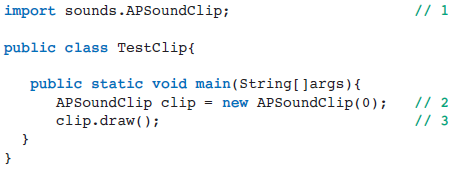 import sounds.APSoundClip; // 1
public class TestClip{
public static void main(String[]args){
APSoundClip clip = new APSoundClip(0); // 2
clip.draw(); // 3
}
}